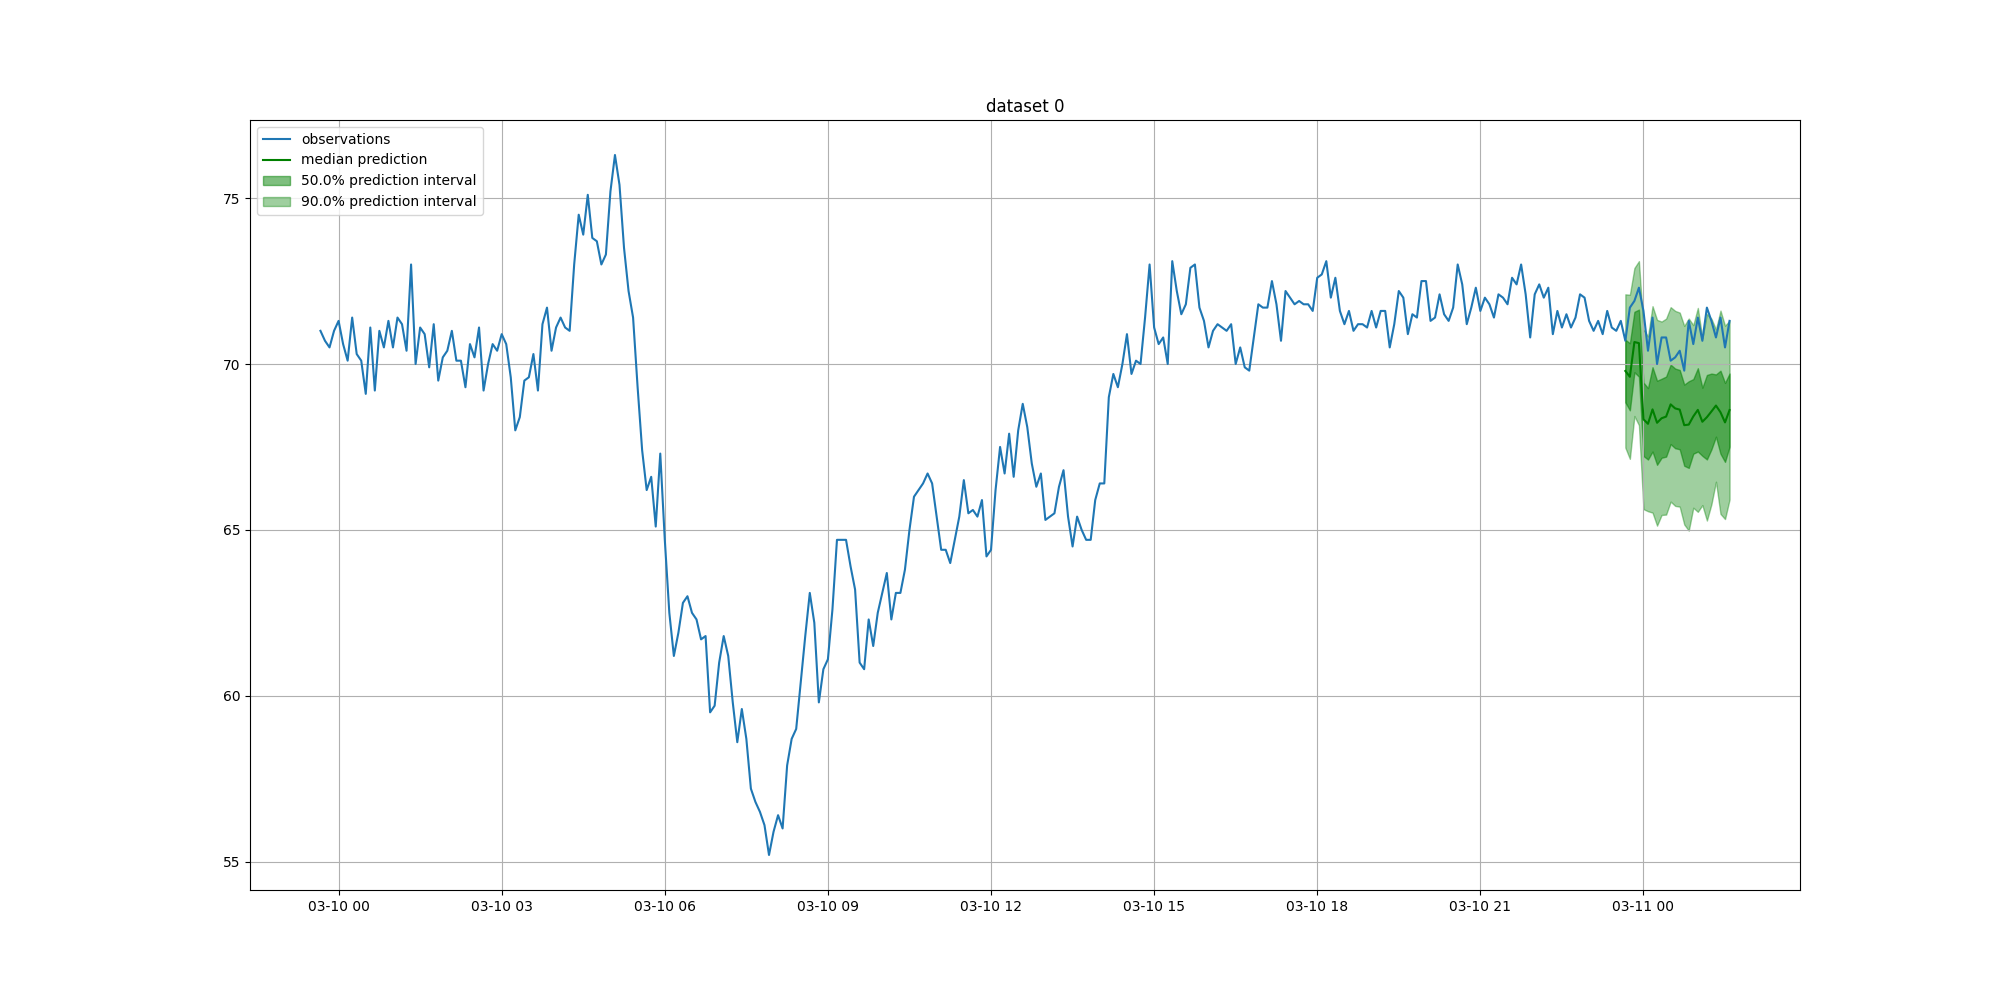 dataset 0
observations
median prediction
50.0% prediction interval
90.0% prediction interval
75
70
65
60
55
03-10 00 03-10 03 03-10 06 03-10 09 03-10 12 03-10 15 03-10 18 03-10 21 03-11 00